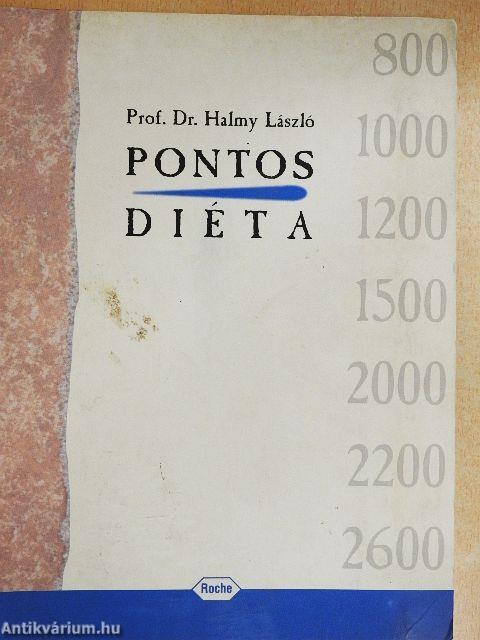 800
Prof. Dr. Halmy László
1000
PONTOS
DIÉTA
1200
1500
2000
2200
2600
Roche
Antikvárium.hu